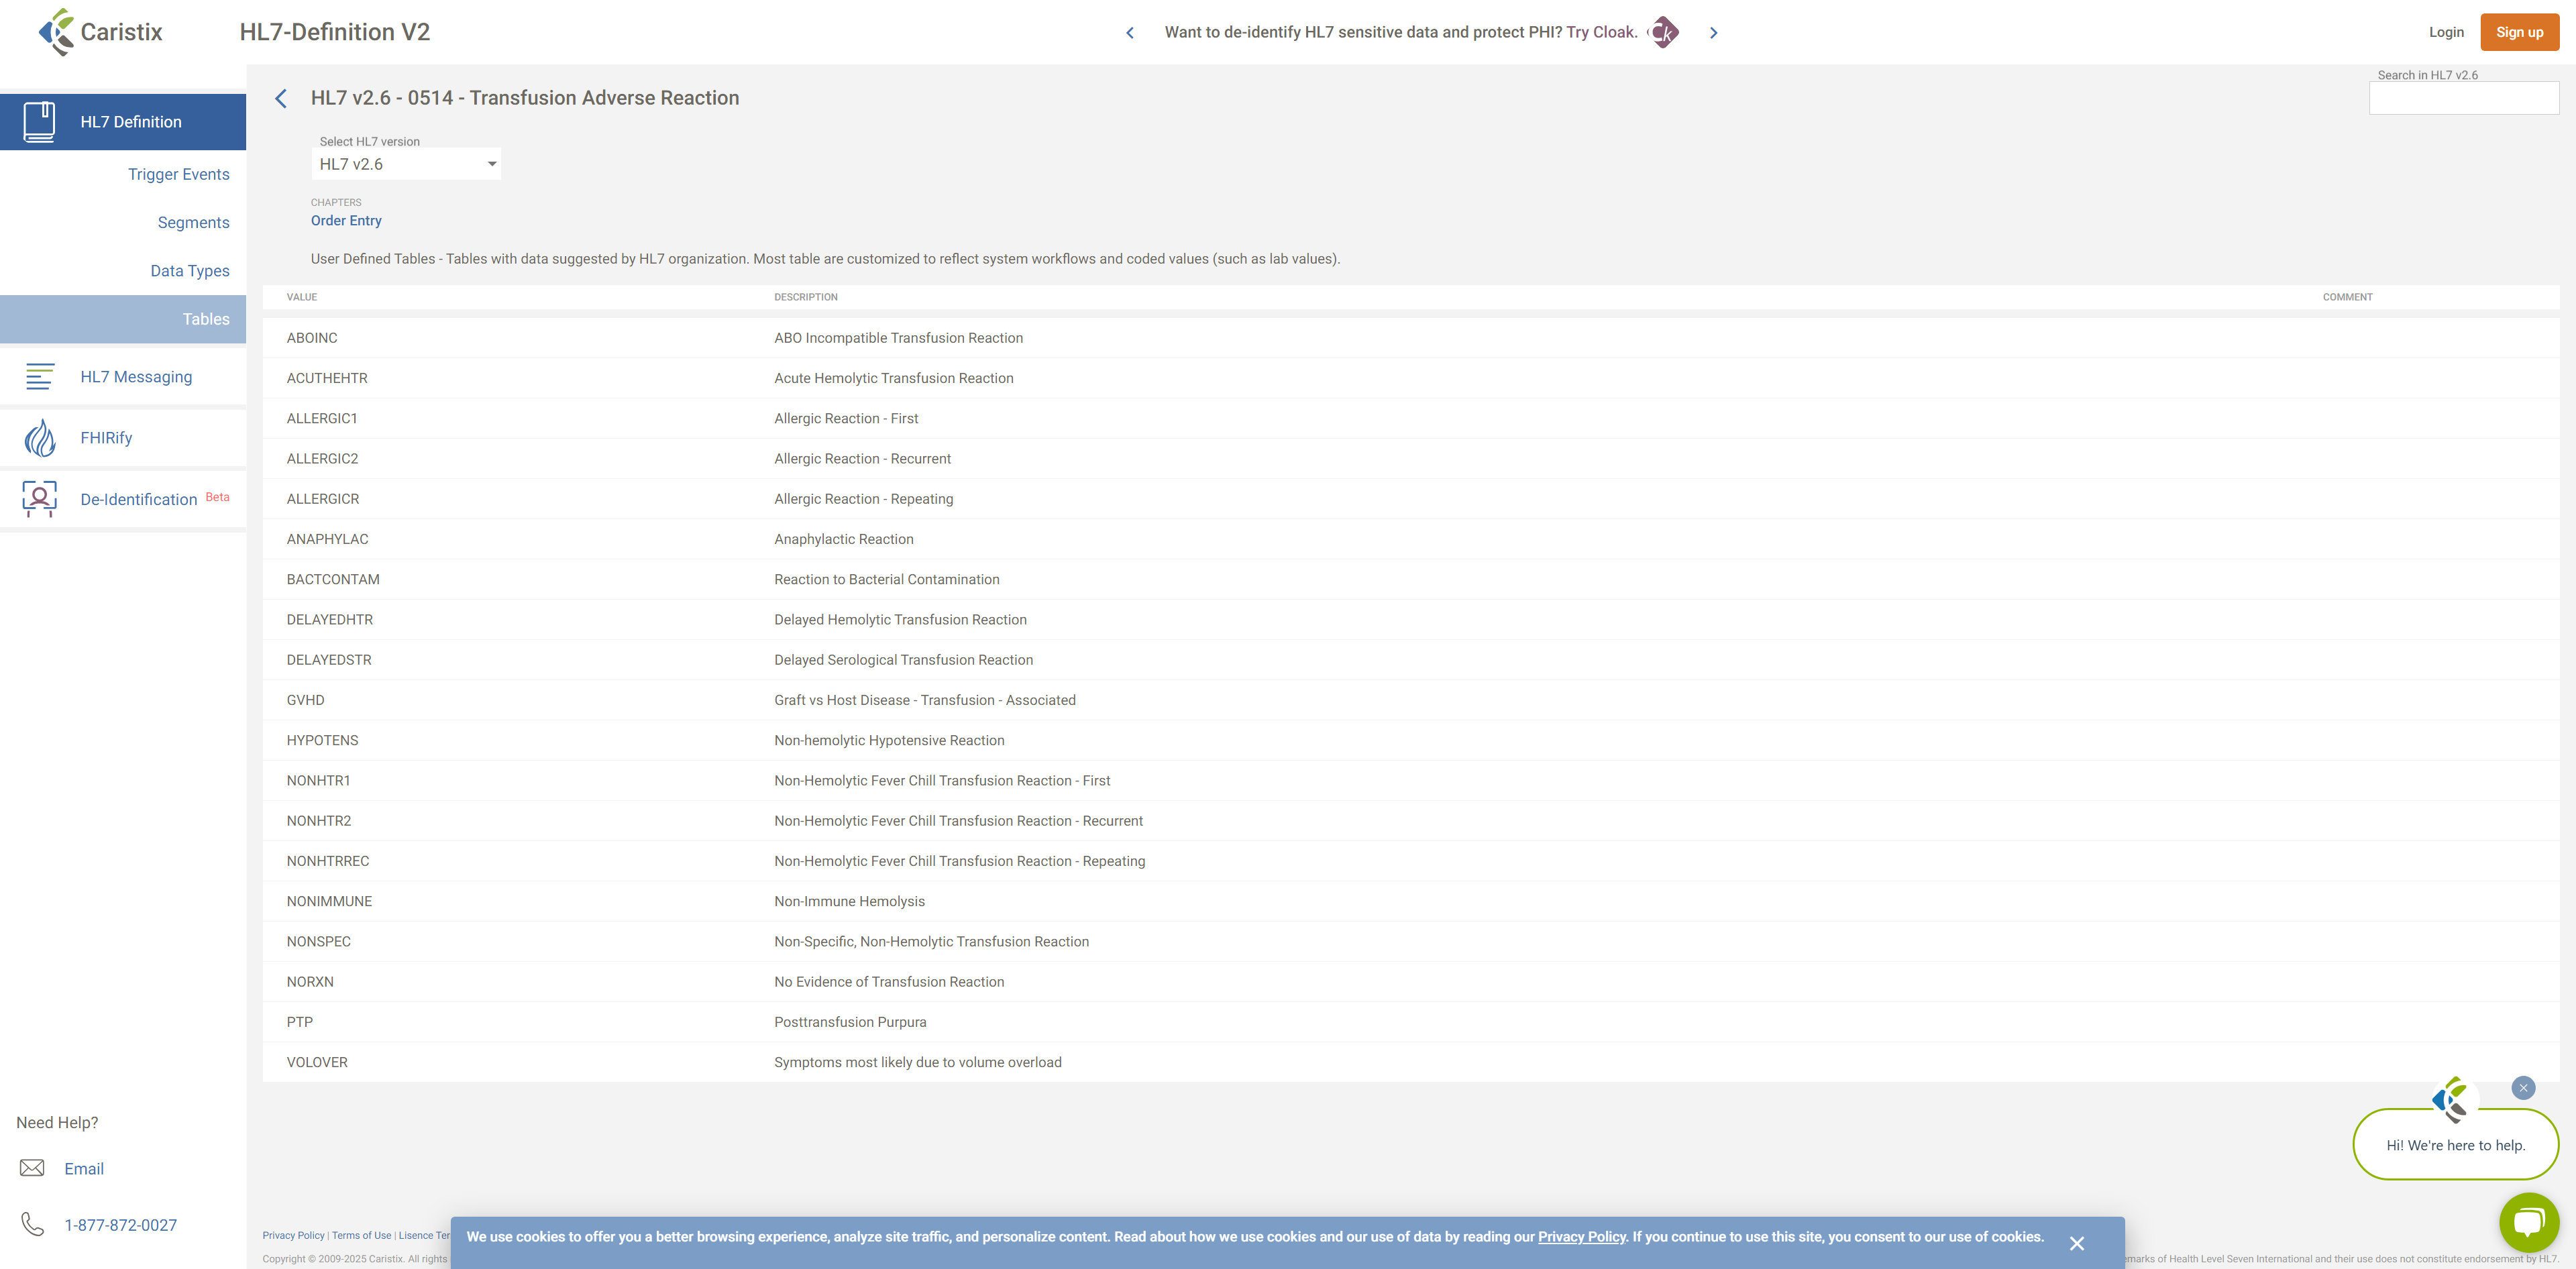 Caristix
HL7-Definition V2
Want to de-identify HL7 sensitive data and protect PHI? Try Cloak.
Ck
Login
Sign up
HL7 Definition
Trigger Events
Segments
Data Types
Tables
HL7 Messaging
FHIRify
De-Identification Beta
Need Help?
Email
1-877-872-0027
HL7 v2.6 - 0514 - Transfusion Adverse Reaction
Search in HL7 v2.6
Select HL7 version
HL7 v2.6
CHAPTERS
Order Entry
User Defined Tables - Tables with data suggested by HL7 organization. Most table are customized to reflect system workflows and coded values (such as lab values).
VALUE DESCRIPTION COMMENT
ABOINC ABO Incompatible Transfusion Reaction
ACUTHEHTR Acute Hemolytic Transfusion Reaction
ALLERGIC1 Allergic Reaction - First
ALLERGIC2 Allergic Reaction - Recurrent
ALLERGICR Allergic Reaction - Repeating
ANAPHYLAC Anaphylactic Reaction
BACTCONTAM Reaction to Bacterial Contamination
DELAYEDHTR Delayed Hemolytic Transfusion Reaction
DELAYEDSTR Delayed Serological Transfusion Reaction
GVHD Graft vs Host Disease - Transfusion - Associated
HYPOTENS Non-hemolytic Hypotensive Reaction
NONHTR1 Non-Hemolytic Fever Chill Transfusion Reaction - First
NONHTR2 Non-Hemolytic Fever Chill Transfusion Reaction - Recurrent
NONHTRREC Non-Hemolytic Fever Chill Transfusion Reaction - Repeating
NONIMMUNE Non-Immune Hemolysis
NONSPEC Non-Specific, Non-Hemolytic Transfusion Reaction
NORXN No Evidence of Transfusion Reaction
PTP Posttransfusion Purpura
VOLOVER Symptoms most likely due to volume overload
Hi! We're here to help.
Privacy Policy | Terms of Use | Lisence Ter
We use cookies to offer you a better browsing experience, analyze site traffic, and personalize content. Read about how we use cookies and our use of data by reading our Privacy Policy. If you continue to use this site, you consent to our use of cookies.
Copyright © 2009-2025 Caristix. All rights
emarks of Health Level Seven International and their use does not constitute endorsement by HL7.